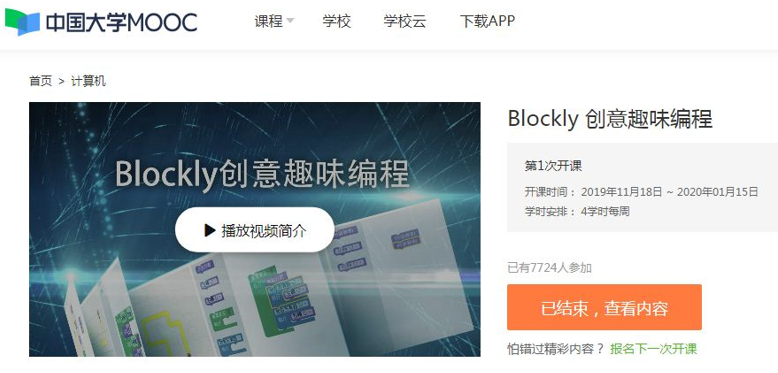 中国大学MOOC
课程 学校 学校云 下载APP
首页 > 计算机
Blockly创意趣味编程
播放视频简介
Blockly 创意趣味编程
第1次开课
开课时间： 2019年11月18日 ~ 2020年01月15日
学时安排： 4学时每周
已有7724人参加
已结束，查看内容
怕错过精彩内容？ 报名下一次开课